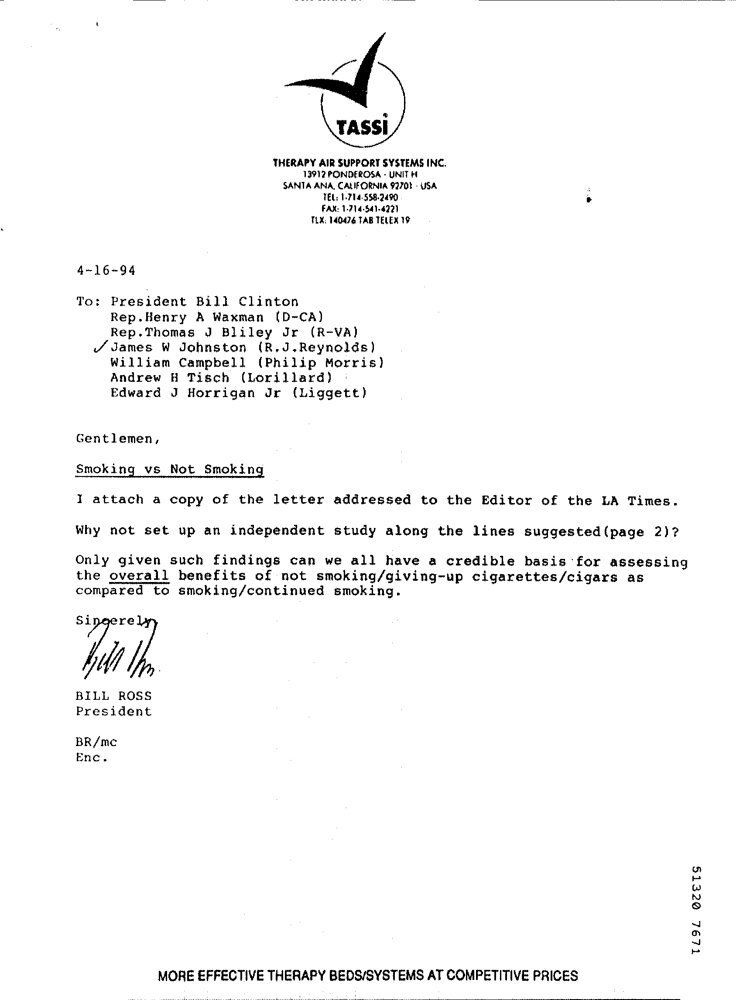 TASSi
THERAPY AIR SUPPORT SYSTEMS INC.
13912 PONDEROSA - UNIT H
SANTA ANA, CALIFORNIA 92701 - USA
TEL: 1-714-558-2490
FAX: 1-714-541-4221
TLX: 140476 TAB TELEX 19
4-16-94
To: President Bill Clinton
Rep.Henry A Waxman (D-CA)
Rep.Thomas J Bliley Jr (R-VA)
✓James W Johnston (R.J.Reynolds)
William Campbell (Philip Morris)
Andrew H Tisch (Lorillard)
Edward J Horrigan Jr (Liggett)
Gentlemen,
Smoking vs Not Smoking
I attach a copy of the letter addressed to the Editor of the LA Times.
Why not set up an independent study along the lines suggested(page 2)?
Only given such findings can we all have a credible basis for assessing
the overall benefits of not smoking/giving-up cigarettes/cigars as
compared to smoking/continued smoking.
Sincerely
BILL ROSS
President
BR/mc
Enc.
51320 7671
MORE EFFECTIVE THERAPY BEDS/SYSTEMS AT COMPETITIVE PRICES